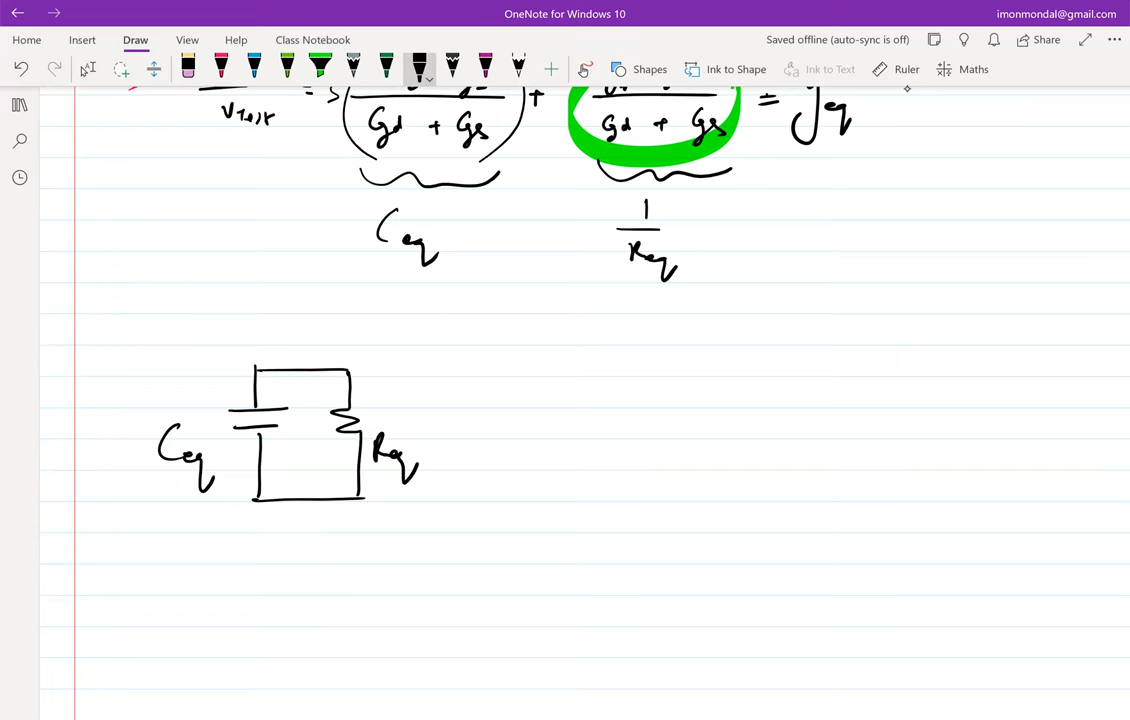 OneNote for Windows 10
imonmondal@gmail.com
Home Insert Draw View Help Class Notebook
Saved offline (auto-sync is off) Share
Shapes Ink to Shape Ink to Text Ruler Maths
Vtest = s + = yeq
Gd + Gs Gd + Gs
Ceq 1
Req
Ceq Req